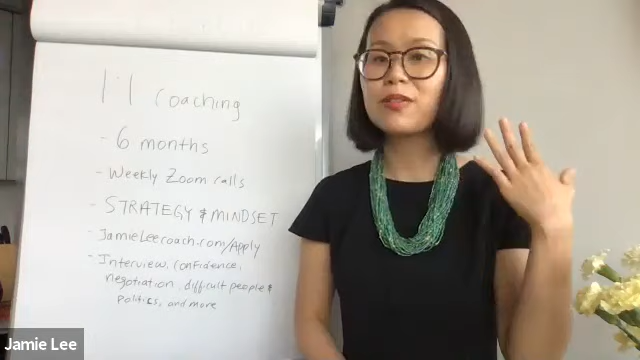 1:1 coaching
- 6 months
- Weekly Zoom calls
- STRATEGY & MINDSET
- JamieLeecoach.com/Apply
- Interview, confidence,
negotiation, difficult people &
politics, and more
Jamie Lee